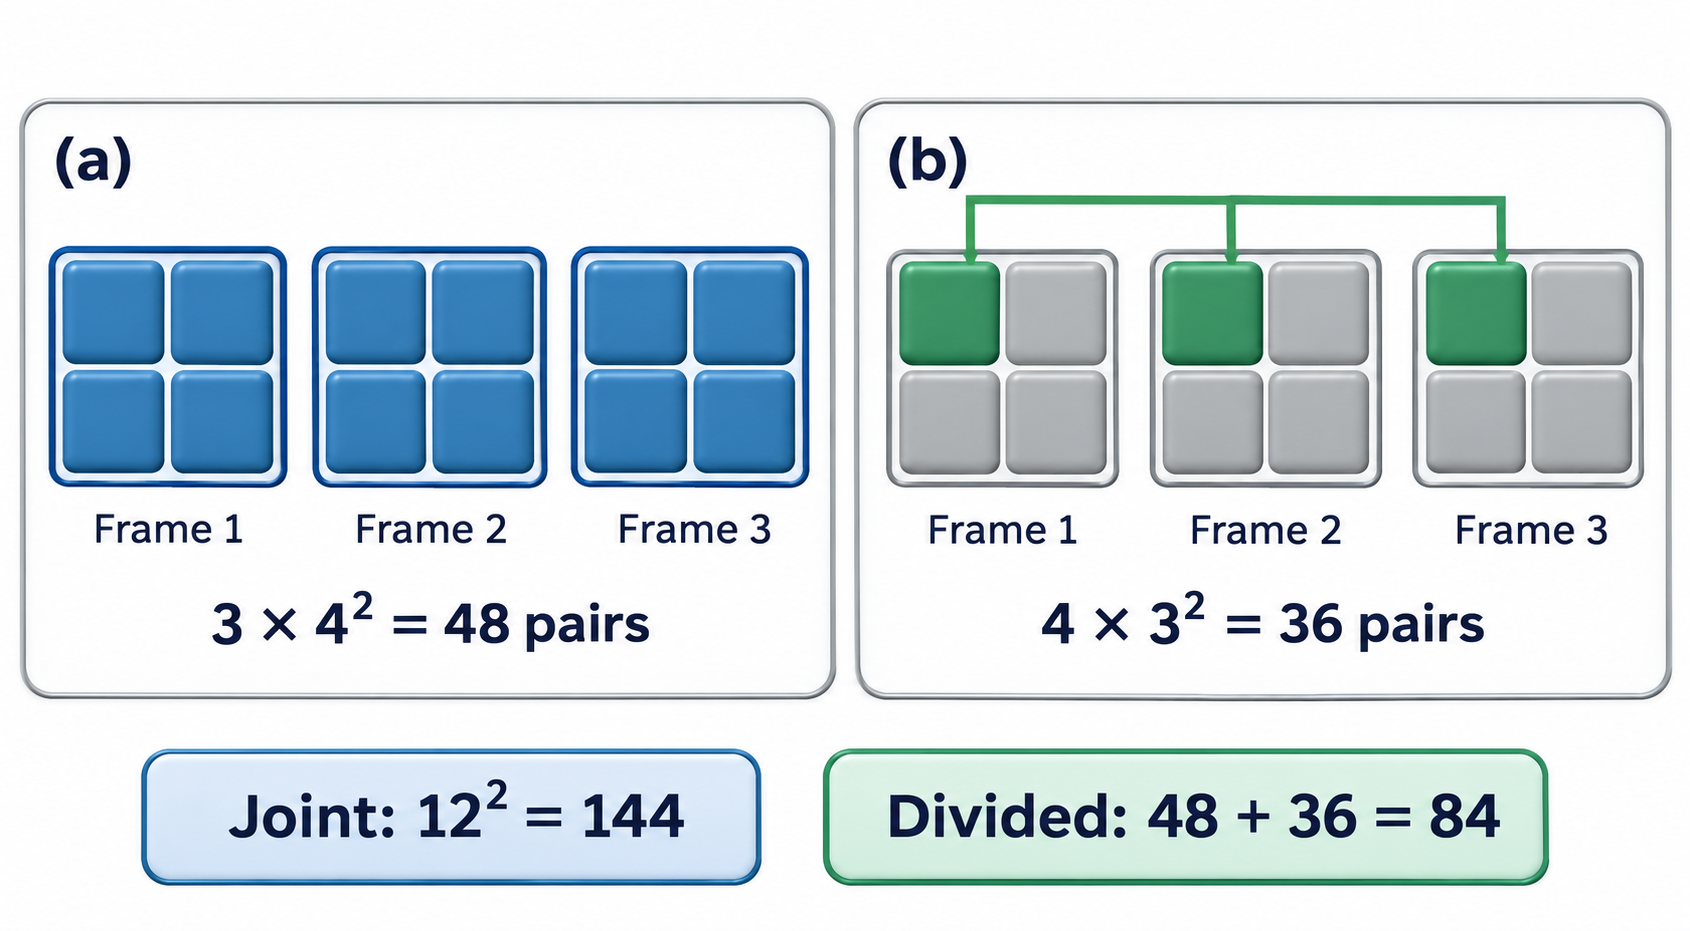 (a)
Frame 1 Frame 2 Frame 3
3 × 4² = 48 pairs
(b)
Frame 1 Frame 2 Frame 3
4 × 3² = 36 pairs
Joint: 12² = 144
Divided: 48 + 36 = 84